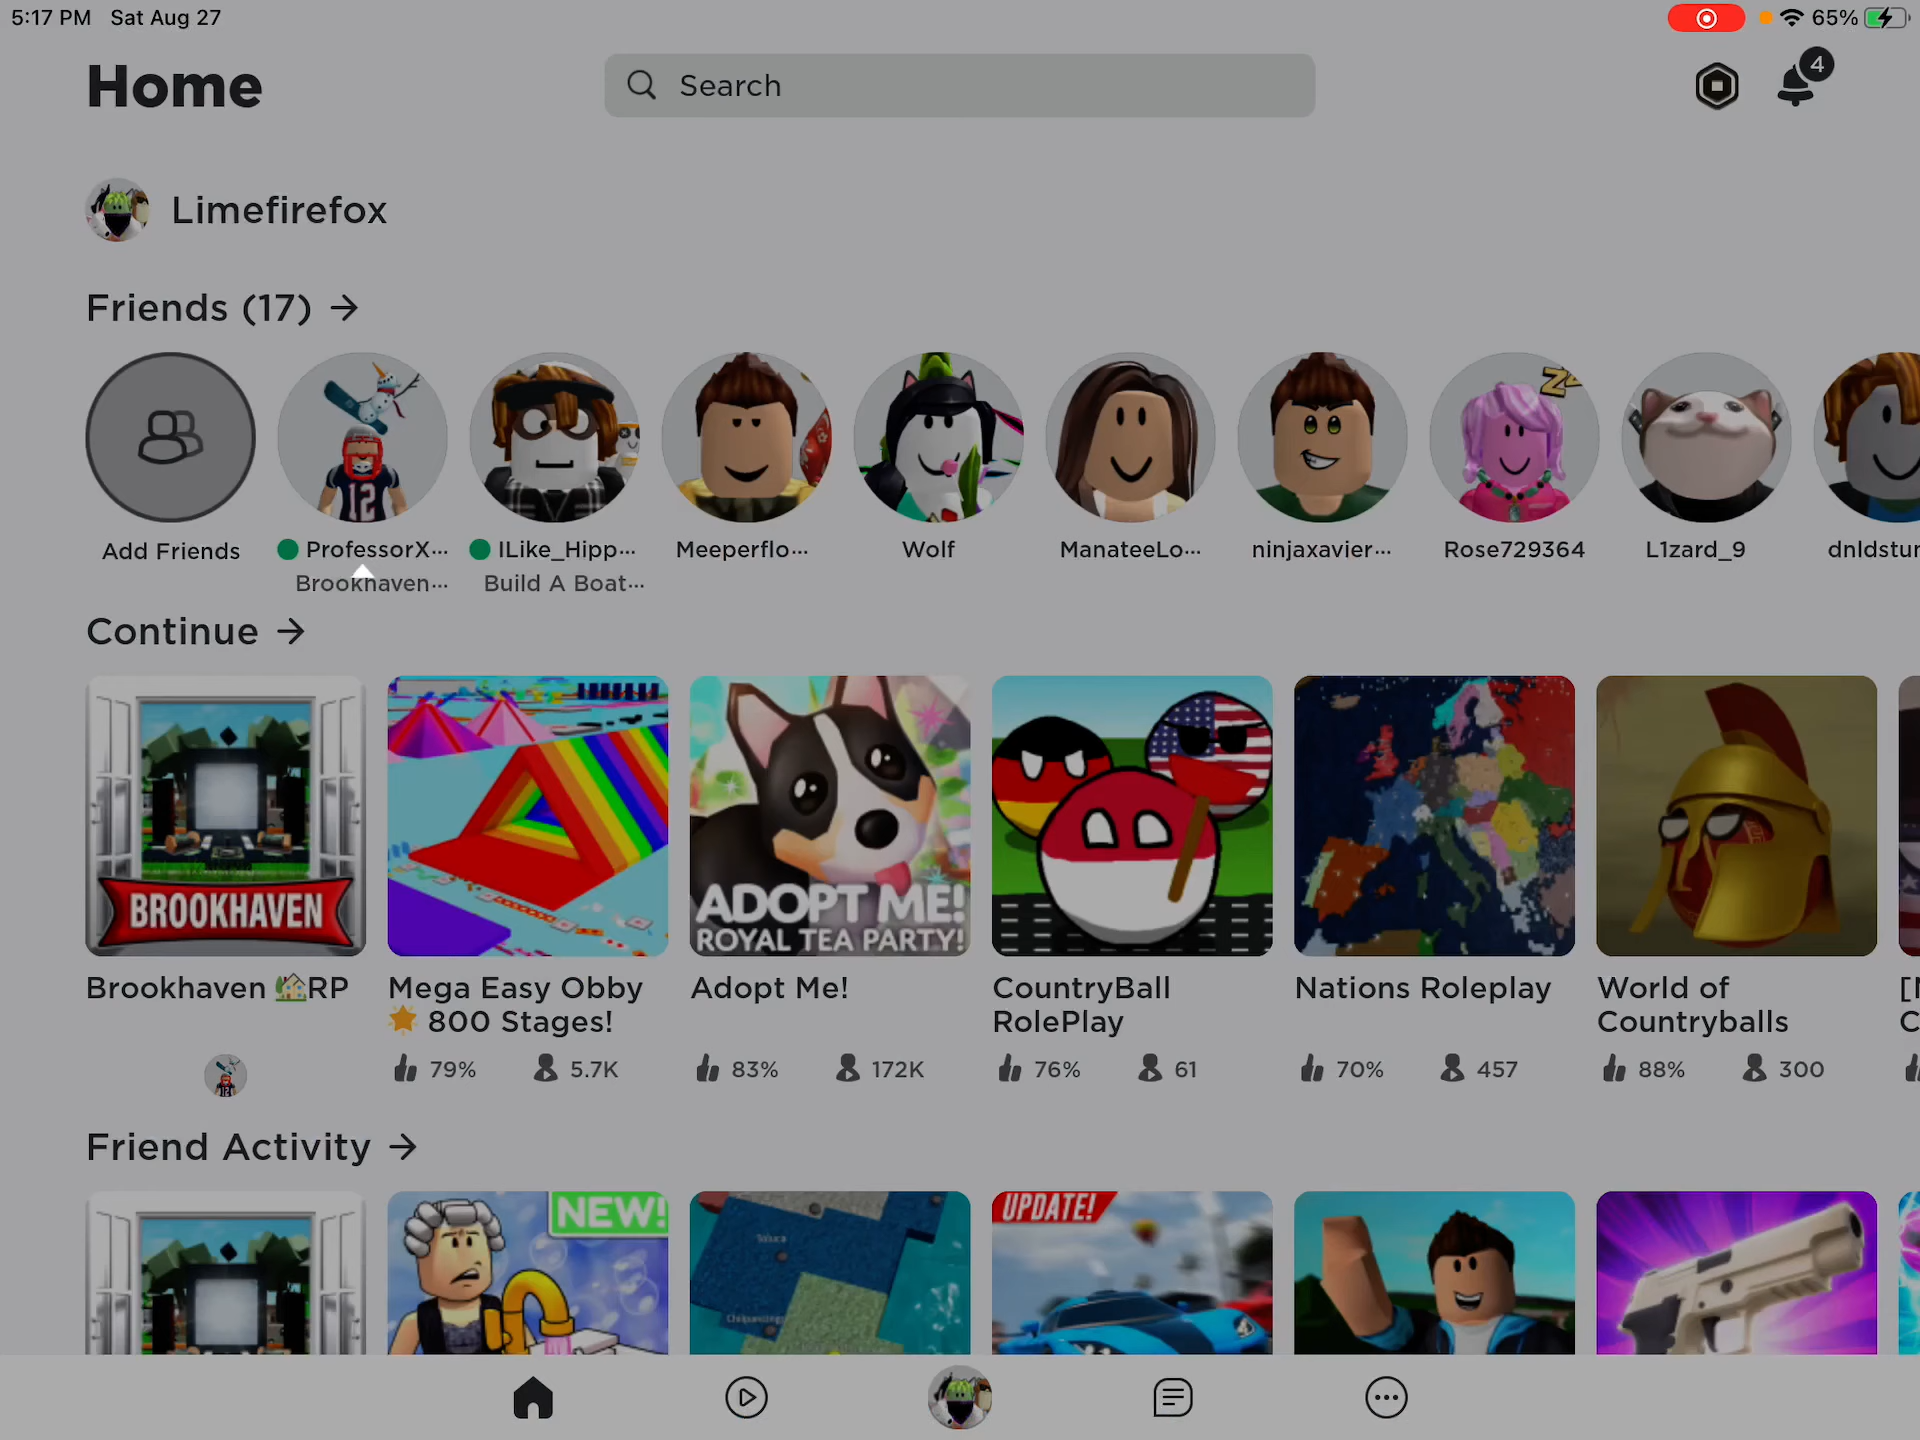 5:17 PM Sat Aug 27
65%
Home
Search
4
Limefirefox
Friends (17) →
Add Friends
ProfessorX...
ILike_Hipp...
Meeperflo...
Wolf
ManateeLo...
ninjaxavier...
Rose729364
L1zard_9
dnldstur
Brookhaven...
Build A Boat...
12
Continue →
BROOKHAVEN
ADOPT ME!
ROYAL TEA PARTY!
Brookhaven 🏡RP
Mega Easy Obby
⭐ 800 Stages!
Adopt Me!
CountryBall
RolePlay
Nations Roleplay
World of
Countryballs
79% 5.7K
83% 172K
76% 61
70% 457
88% 300
Friend Activity →
NEW!
Toluca
UPDATE!